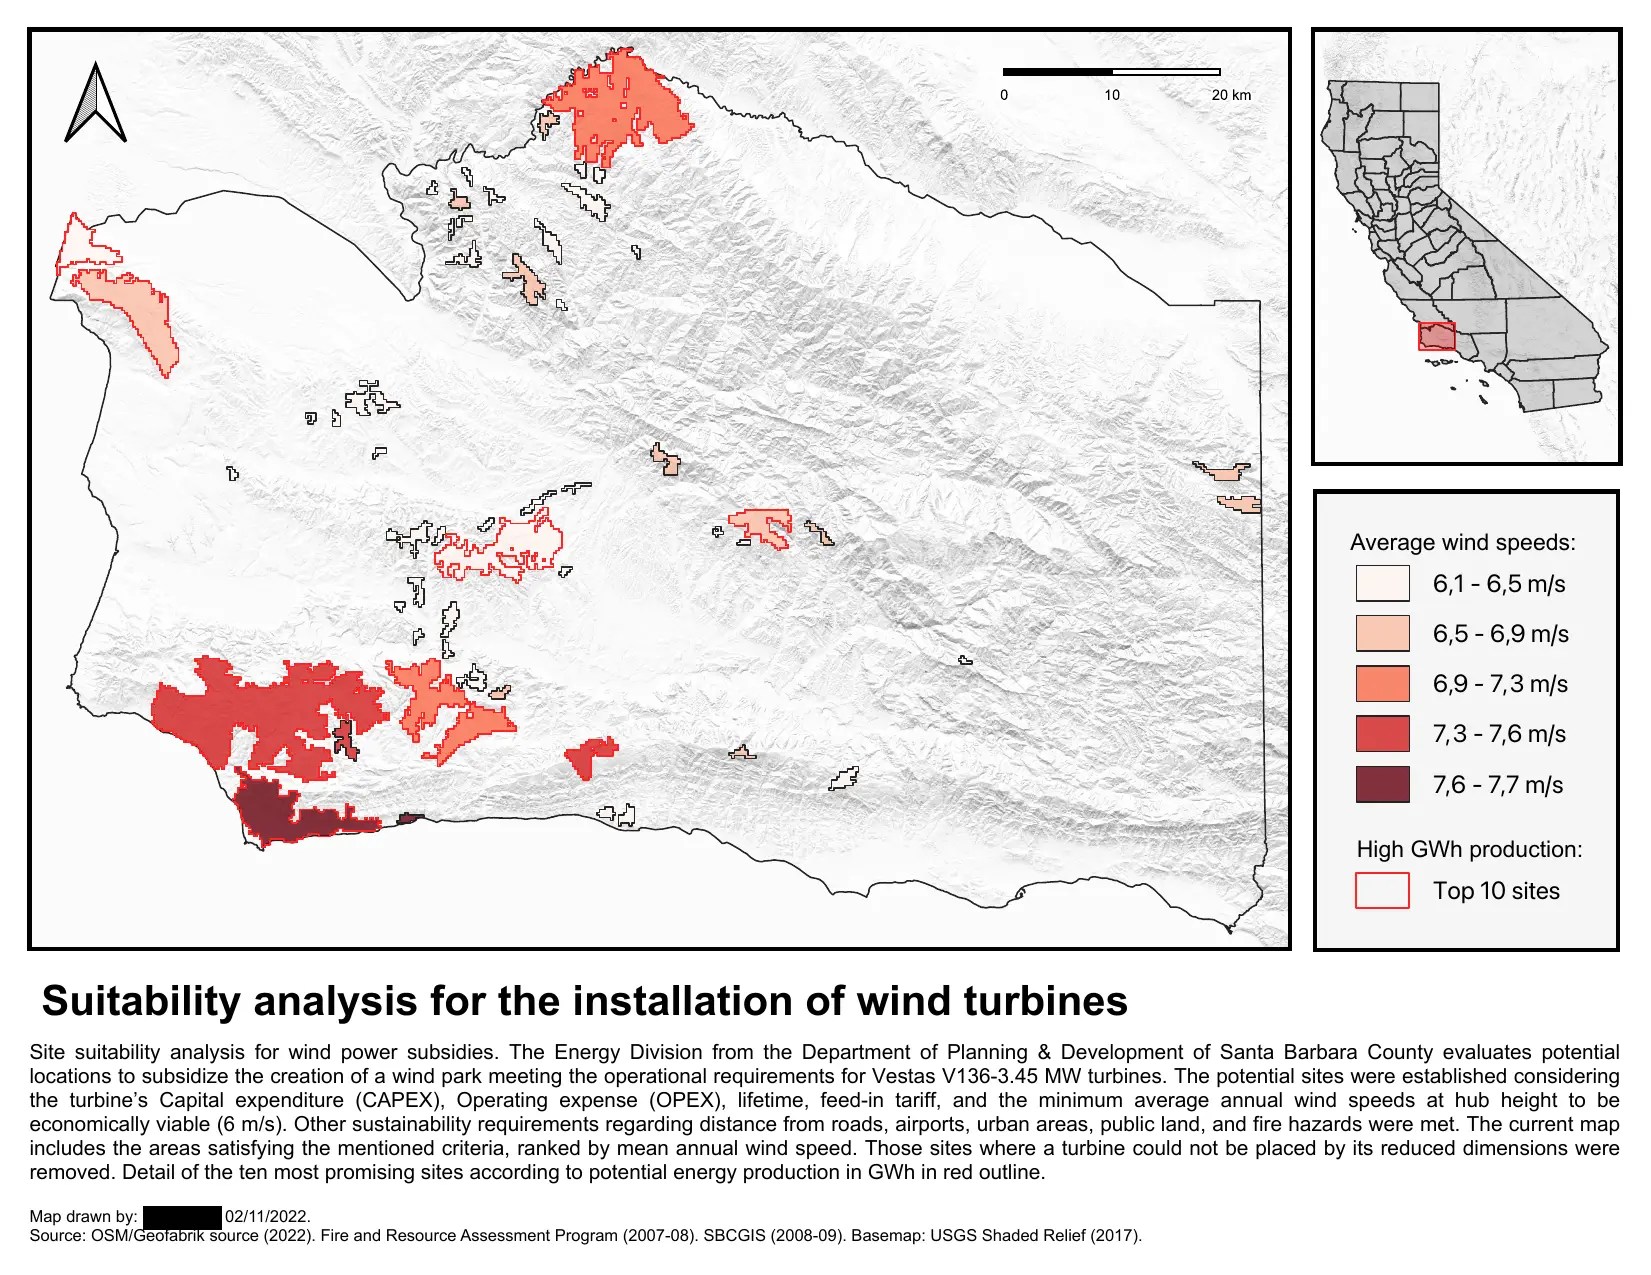 0 10 20 km
Average wind speeds:
6,1 - 6,5 m/s
6,5 - 6,9 m/s
6,9 - 7,3 m/s
7,3 - 7,6 m/s
7,6 - 7,7 m/s
High GWh production:
Top 10 sites
Suitability analysis for the installation of wind turbines
Site suitability analysis for wind power subsidies. The Energy Division from the Department of Planning & Development of Santa Barbara County evaluates potential
locations to subsidize the creation of a wind park meeting the operational requirements for Vestas V136-3.45 MW turbines. The potential sites were established considering
the turbine's Capital expenditure (CAPEX), Operating expense (OPEX), lifetime, feed-in tariff, and the minimum average annual wind speeds at hub height to be
economically viable (6 m/s). Other sustainability requirements regarding distance from roads, airports, urban areas, public land, and fire hazards were met. The current map
includes the areas satisfying the mentioned criteria, ranked by mean annual wind speed. Those sites where a turbine could not be placed by its reduced dimensions were
removed. Detail of the ten most promising sites according to potential energy production in GWh in red outline.
Map drawn by: 02/11/2022.
Source: OSM/Geofabrik source (2022). Fire and Resource Assessment Program (2007-08). SBCGIS (2008-09). Basemap: USGS Shaded Relief (2017).